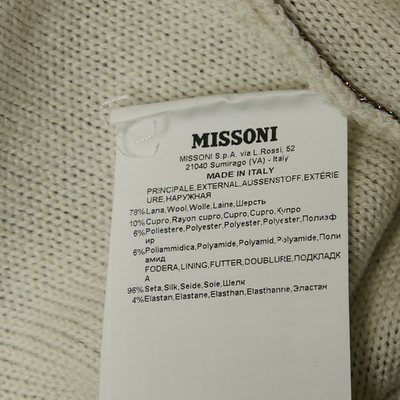 MISSONI
MISSONI S.p.A. via L.Rossi, 52
21040 Sumirago (VA) - Italy
MADE IN ITALY
PRINCIPALE,EXTERNAL,AUSSENSTOFF,EXTÉRIE
URE,НАРУЖНАЯ
78% Lana,Wool,Wolle,Laine,Шерсть
10% Cupro,Rayon cupro,Cupro,Cupro,Купро
6% Poliestere,Polyester,Polyester,Polyester,Полиэф
ир
6% Poliammidica,Polyamide,Polyamid,Polyamide,Поли
амид
FODERA,LINING,FUTTER,DOUBLURE,ПОДКЛАДК
А
96% Seta,Silk,Seide,Soie,Шелк
4% Elastan,Elastane,Elasthan,Elasthanne,Эластан